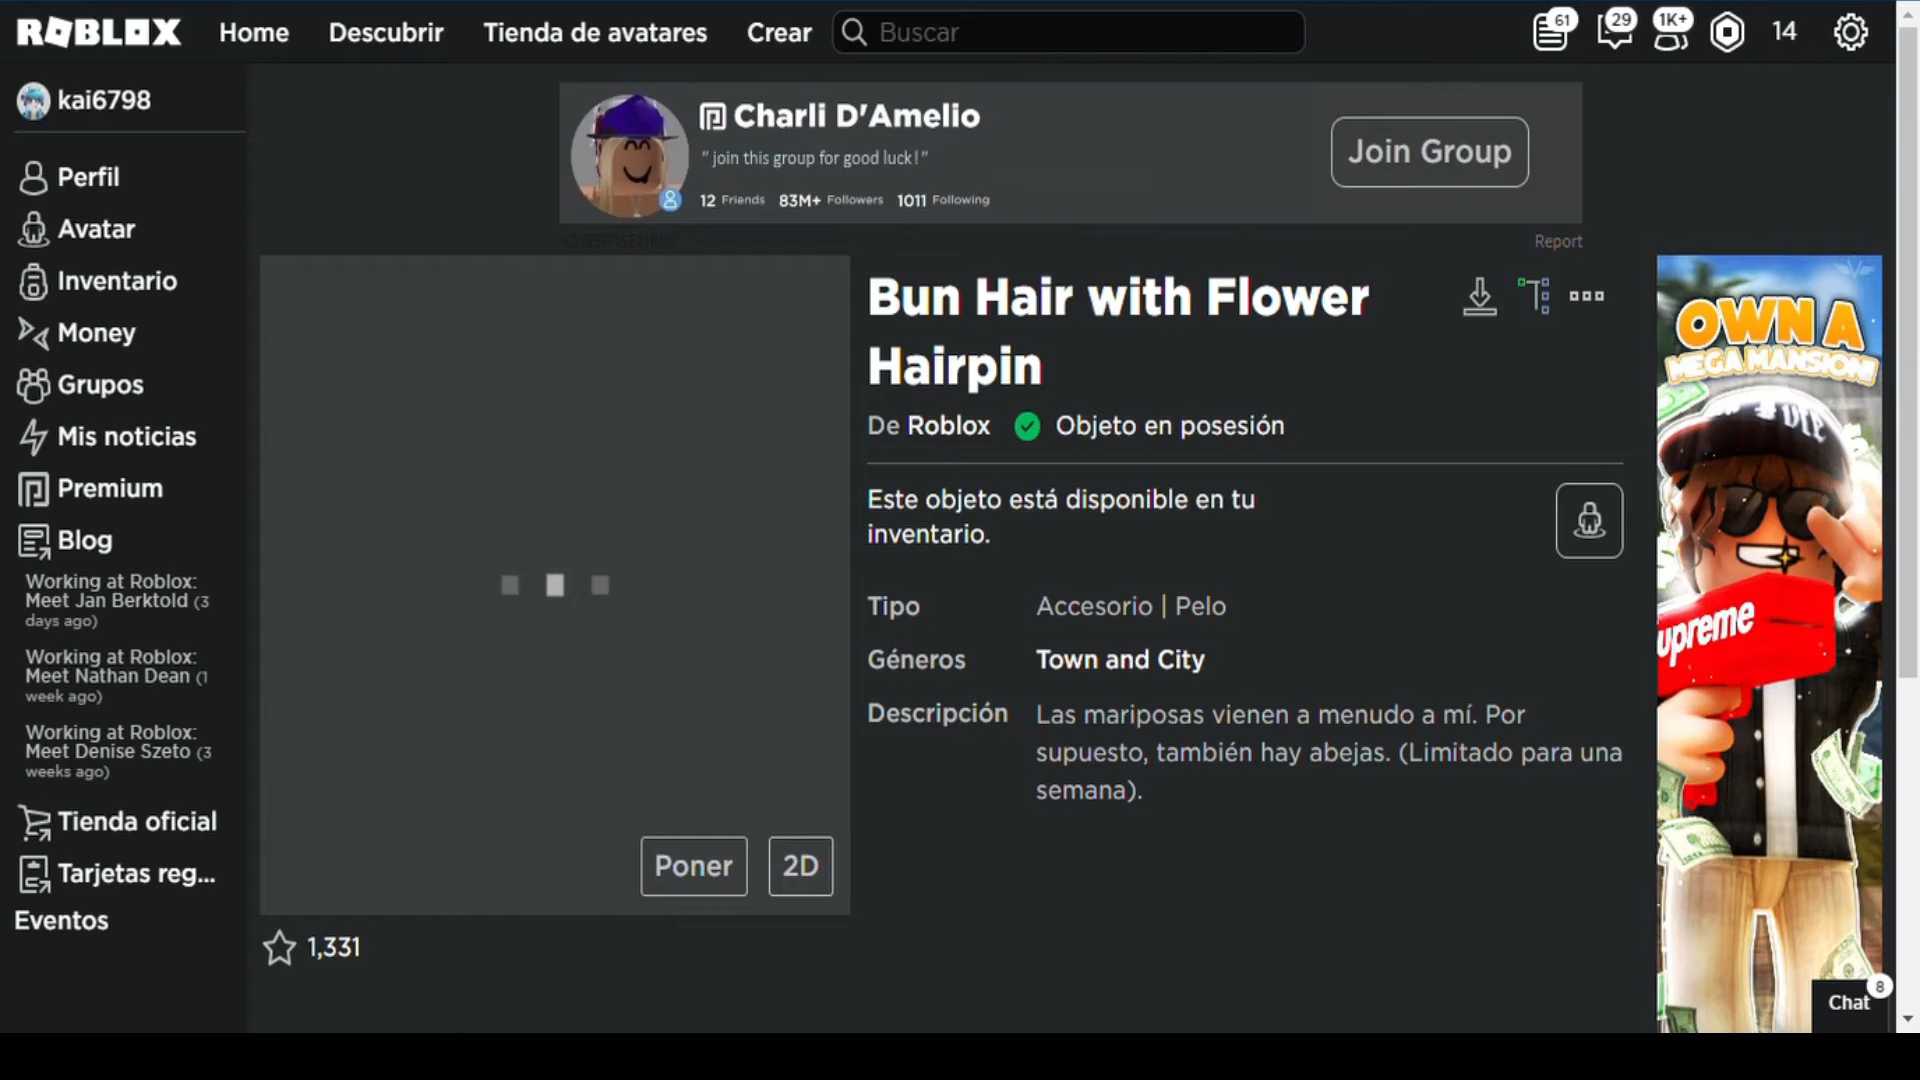 ROBLOX Home Descubrir Tienda de avatares Crear Buscar 61 29 1K+ 14
kai6798
Perfil
Avatar
Inventario
Money
Grupos
Mis noticias
Premium
Blog
Working at Roblox:
Meet Jan Berktold (3
days ago)
Working at Roblox:
Meet Nathan Dean (1
week ago)
Working at Roblox:
Meet Denise Szeto (3
weeks ago)
Tienda oficial
Tarjetas reg...
Eventos
Charli D'Amelio
"join this group for good luck!"
12 Friends 83M+ Followers 1011 Following
Join Group
ADVERTISEMENT
Report
Poner
2D
1,331
Bun Hair with Flower
Hairpin
De Roblox Objeto en posesión
Este objeto está disponible en tu
inventario.
Tipo Accesorio | Pelo
Géneros Town and City
Descripción Las mariposas vienen a menudo a mí. Por
supuesto, también hay abejas. (Limitado para una
semana).
OWN A
MEGA MANSION!
upreme
Chat 8